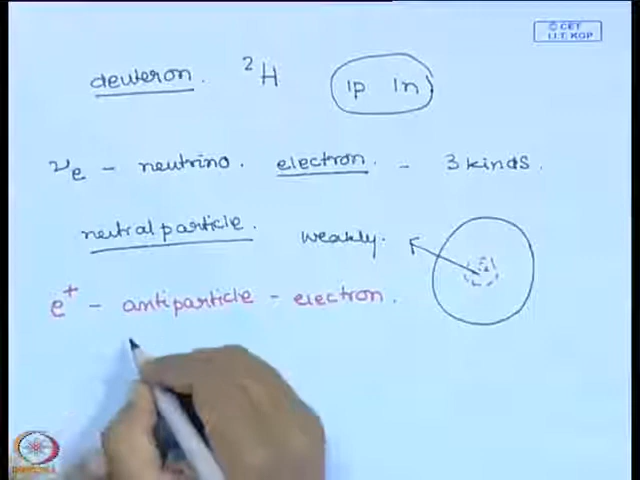 © CET
I.I.T. KGP
deuteron. ²H 1p 1n
νe - neutrino. electron. - 3 kinds.
neutral particle. weakly.
e⁺ - antiparticle - electron.